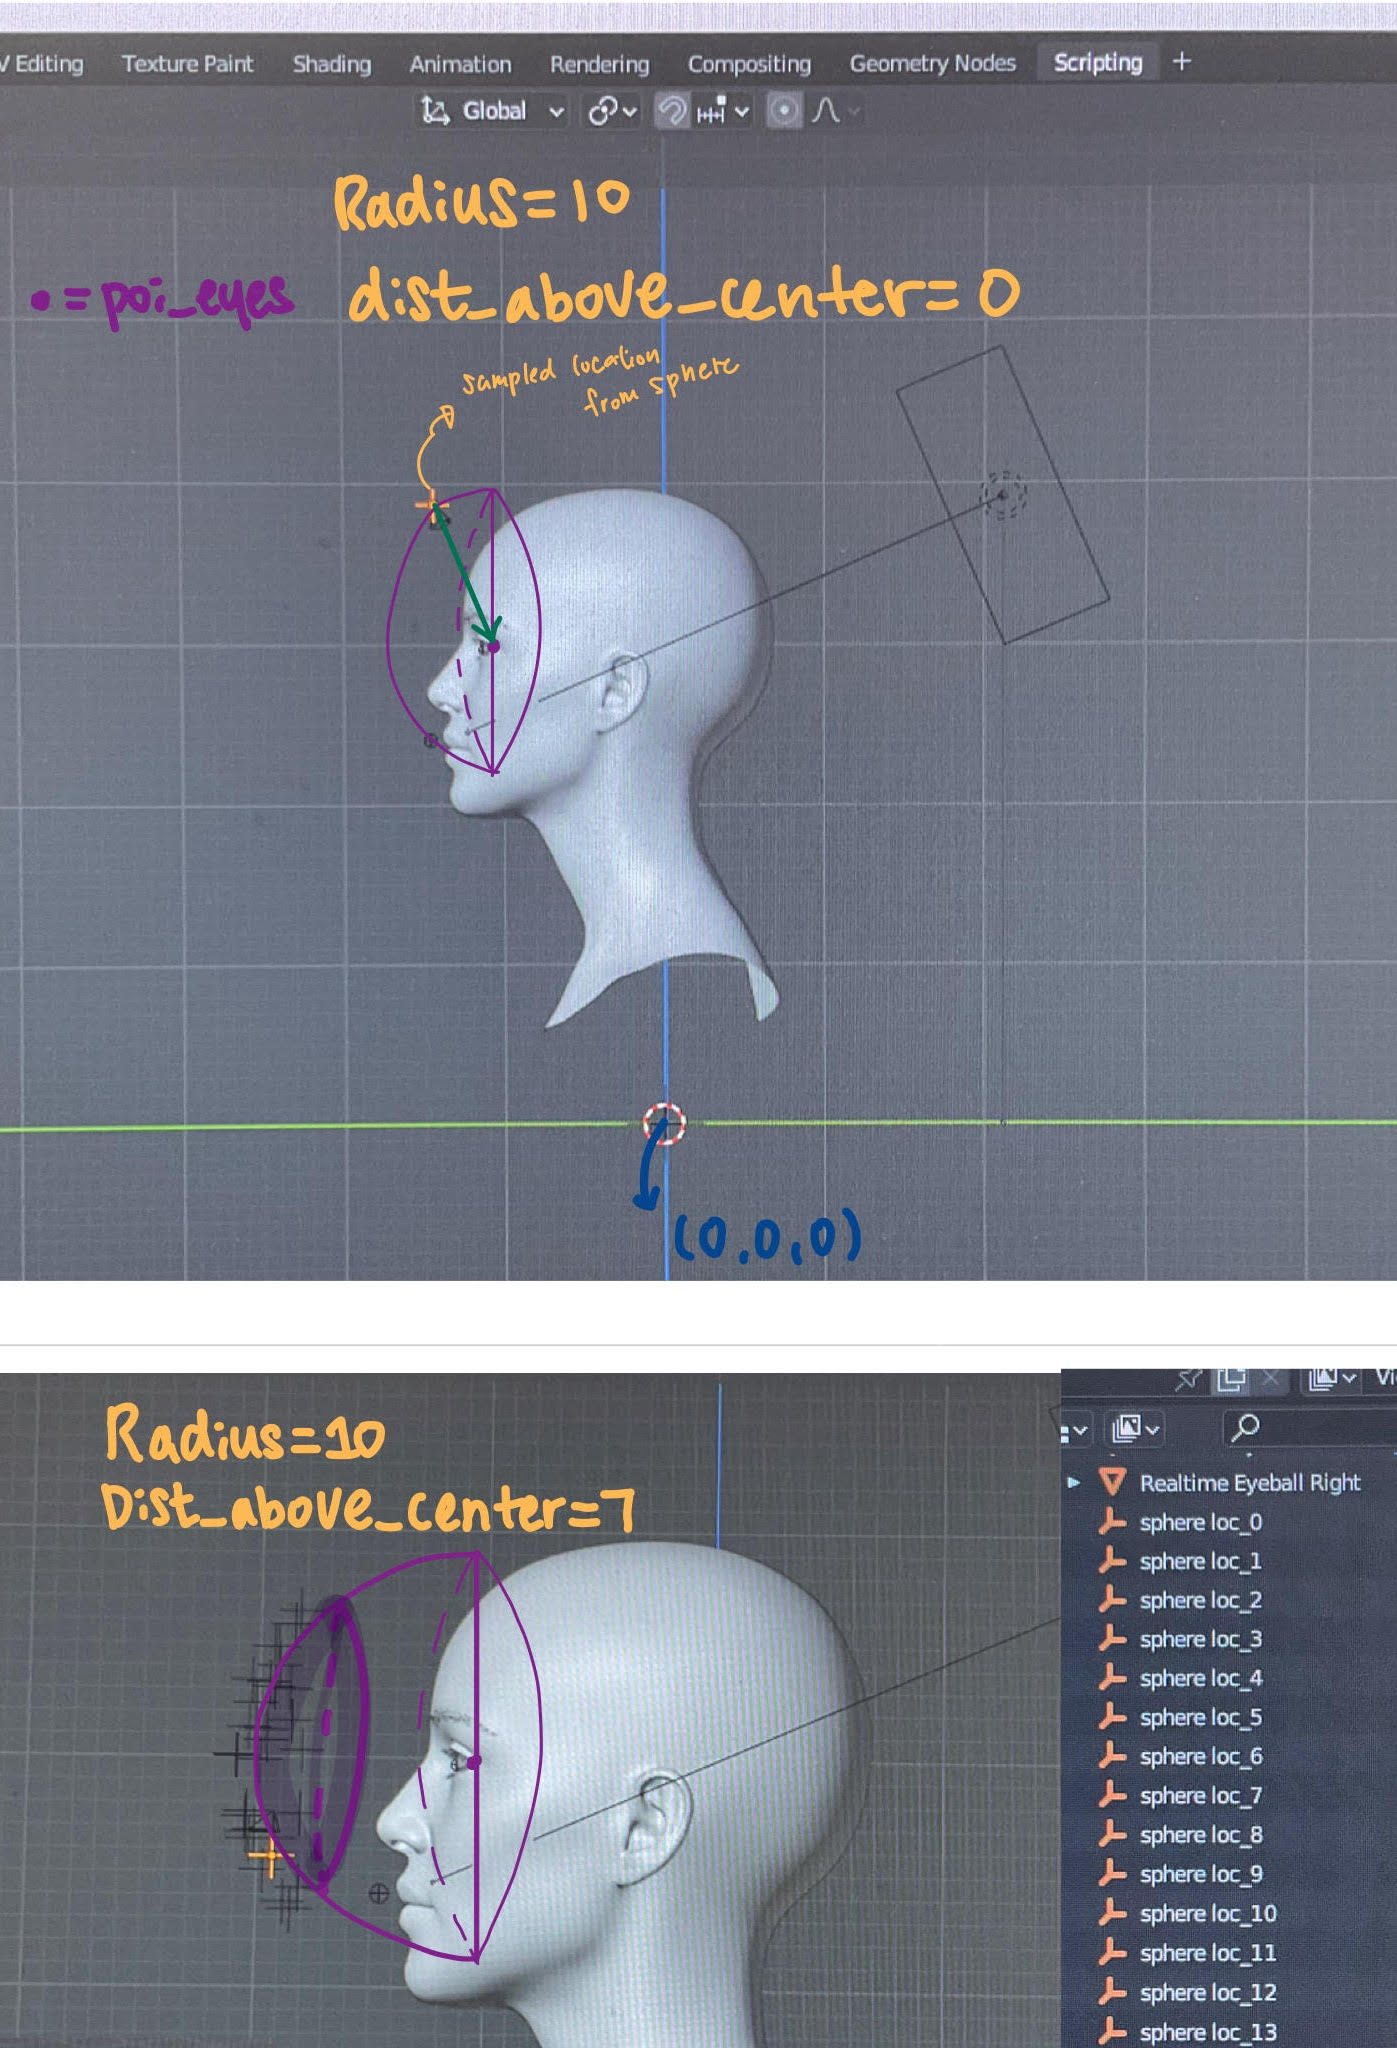 Editing
Texture Paint
Shading
Animation
Rendering
Compositing
Geometry Nodes
Scripting
+
Global
Radius=10
•=poi_eyes
dist_above_center=0
sampled location
from sphere
(0,0,0)
Radius=10
Dist_above_center=7
Realtime Eyeball Right
sphere loc_0
sphere loc_1
sphere loc_2
sphere loc_3
sphere loc_4
sphere loc_5
sphere loc_6
sphere loc_7
sphere loc_8
sphere loc_9
sphere loc_10
sphere loc_11
sphere loc_12
sphere loc_13